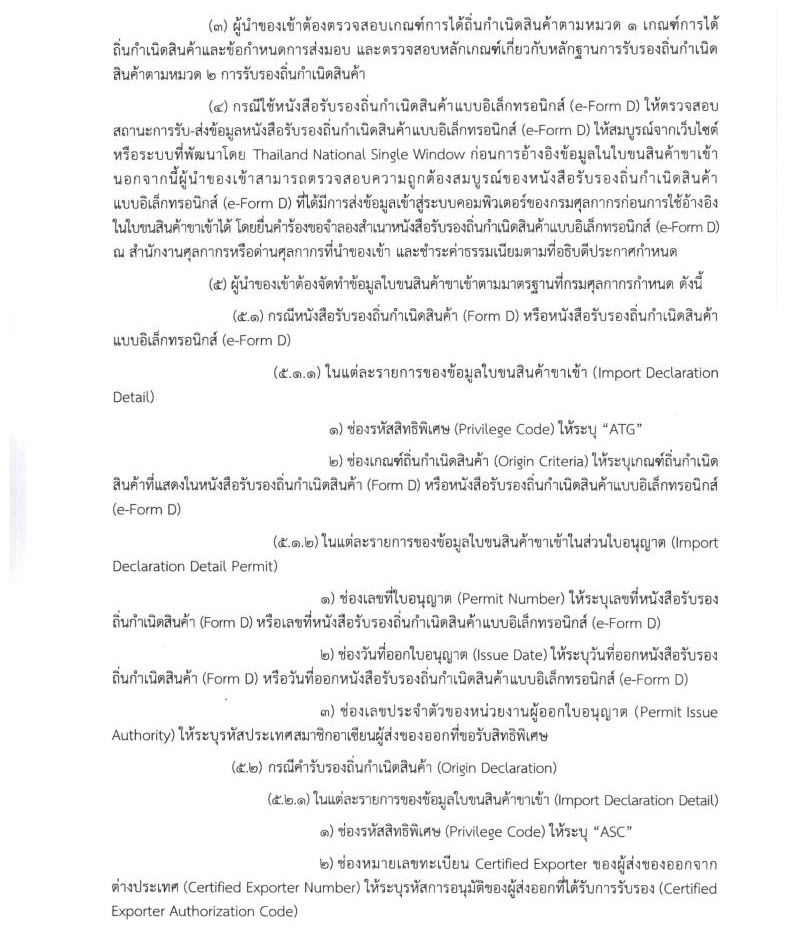 (๓) ผู้นำของเข้าต้องตรวจสอบเกณฑ์การได้ถิ่นกำเนิดสินค้าตามหมวด ๑ เกณฑ์การได้
ถิ่นกำเนิดสินค้าและข้อกำหนดการส่งมอบ และตรวจสอบหลักเกณฑ์เกี่ยวกับหลักฐานการรับรองถิ่นกำเนิด
สินค้าตามหมวด ๒ การรับรองถิ่นกำเนิดสินค้า
(๔) กรณีใช้หนังสือรับรองถิ่นกำเนิดสินค้าแบบอิเล็กทรอนิกส์ (e-Form D) ให้ตรวจสอบ
สถานะการรับ-ส่งข้อมูลหนังสือรับรองถิ่นกำเนิดสินค้าแบบอิเล็กทรอนิกส์ (e-Form D) ให้สมบูรณ์จากเว็บไซต์
หรือระบบที่พัฒนาโดย Thailand National Single Window ก่อนการอ้างอิงข้อมูลในใบขนสินค้าขาเข้า
นอกจากนี้ผู้นำของเข้าสามารถตรวจสอบความถูกต้องสมบูรณ์ของหนังสือรับรองถิ่นกำเนิดสินค้า
แบบอิเล็กทรอนิกส์ (e-Form D) ที่ได้มีการส่งข้อมูลเข้าสู่ระบบคอมพิวเตอร์ของกรมศุลกากรก่อนการใช้อ้างอิง
ในใบขนสินค้าขาเข้าได้ โดยยื่นคำร้องขอจำลองสำเนาหนังสือรับรองถิ่นกำเนิดสินค้าแบบอิเล็กทรอนิกส์ (e-Form D)
ณ สำนักงานศุลกากรหรือด่านศุลกากรที่นำของเข้า และชำระค่าธรรมเนียมตามที่อธิบดีประกาศกำหนด
(๕) ผู้นำของเข้าต้องจัดทำข้อมูลใบขนสินค้าขาเข้าตามมาตรฐานที่กรมศุลกากรกำหนด ดังนี้
(๕.๑) กรณีหนังสือรับรองถิ่นกำเนิดสินค้า (Form D) หรือหนังสือรับรองถิ่นกำเนิดสินค้า
แบบอิเล็กทรอนิกส์ (e-Form D)
(๕.๑.๑) ในแต่ละรายการของข้อมูลใบขนสินค้าขาเข้า (Import Declaration
Detail)
๑) ช่องรหัสสิทธิพิเศษ (Privilege Code) ให้ระบุ “ATG”
๒) ช่องเกณฑ์ถิ่นกำเนิดสินค้า (Origin Criteria) ให้ระบุเกณฑ์ถิ่นกำเนิด
สินค้าที่แสดงในหนังสือรับรองถิ่นกำเนิดสินค้า (Form D) หรือหนังสือรับรองถิ่นกำเนิดสินค้าแบบอิเล็กทรอนิกส์
(e-Form D)
(๕.๑.๒) ในแต่ละรายการของข้อมูลใบขนสินค้าขาเข้าในส่วนใบอนุญาต (Import
Declaration Detail Permit)
๑) ช่องเลขที่ใบอนุญาต (Permit Number) ให้ระบุเลขที่หนังสือรับรอง
ถิ่นกำเนิดสินค้า (Form D) หรือเลขที่หนังสือรับรองถิ่นกำเนิดสินค้าแบบอิเล็กทรอนิกส์ (e-Form D)
๒) ช่องวันที่ออกใบอนุญาต (Issue Date) ให้ระบุวันที่ออกหนังสือรับรอง
ถิ่นกำเนิดสินค้า (Form D) หรือวันที่ออกหนังสือรับรองถิ่นกำเนิดสินค้าแบบอิเล็กทรอนิกส์ (e-Form D)
๓) ช่องเลขประจำตัวของหน่วยงานผู้ออกใบอนุญาต (Permit Issue
Authority) ให้ระบุรหัสประเทศสมาชิกอาเซียนผู้ส่งของออกที่ขอรับสิทธิพิเศษ
(๕.๒) กรณีคำรับรองถิ่นกำเนิดสินค้า (Origin Declaration)
(๕.๒.๑) ในแต่ละรายการของข้อมูลใบขนสินค้าขาเข้า (Import Declaration Detail)
๑) ช่องรหัสสิทธิพิเศษ (Privilege Code) ให้ระบุ “ASC”
๒) ช่องหมายเลขทะเบียน Certified Exporter ของผู้ส่งของออกจาก
ต่างประเทศ (Certified Exporter Number) ให้ระบุรหัสการอนุมัติของผู้ส่งออกที่ได้รับการรับรอง (Certified
Exporter Authorization Code)